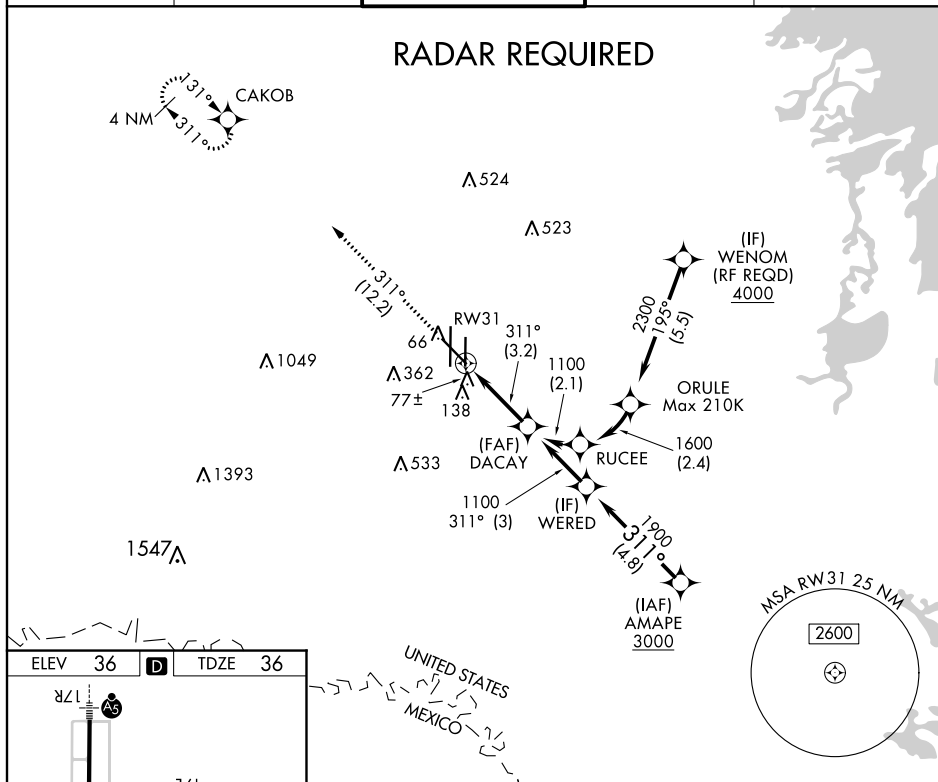 RADAR REQUIRED
131°
CAKOB
4 NM
311°
524
523
(IF)
WENOM
(RF REQD)
4000
2300
195°
(5.5)
311°
(12.2)
RW31
66
311°
(3.2)
1049
362
77±
138
1100
(2.1)
ORULE
Max 210K
(FAF)
DACAY
RUCEE
1600
(2.4)
533
1393
1100
311° (3)
(IF)
WERED
1900
311°
(4.8)
1547
(IAF)
AMAPE
3000
MSA RW31 25 NM
2600
ELEV 36 D TDZE 36
UNITED STATES
MEXICO
17R
A5